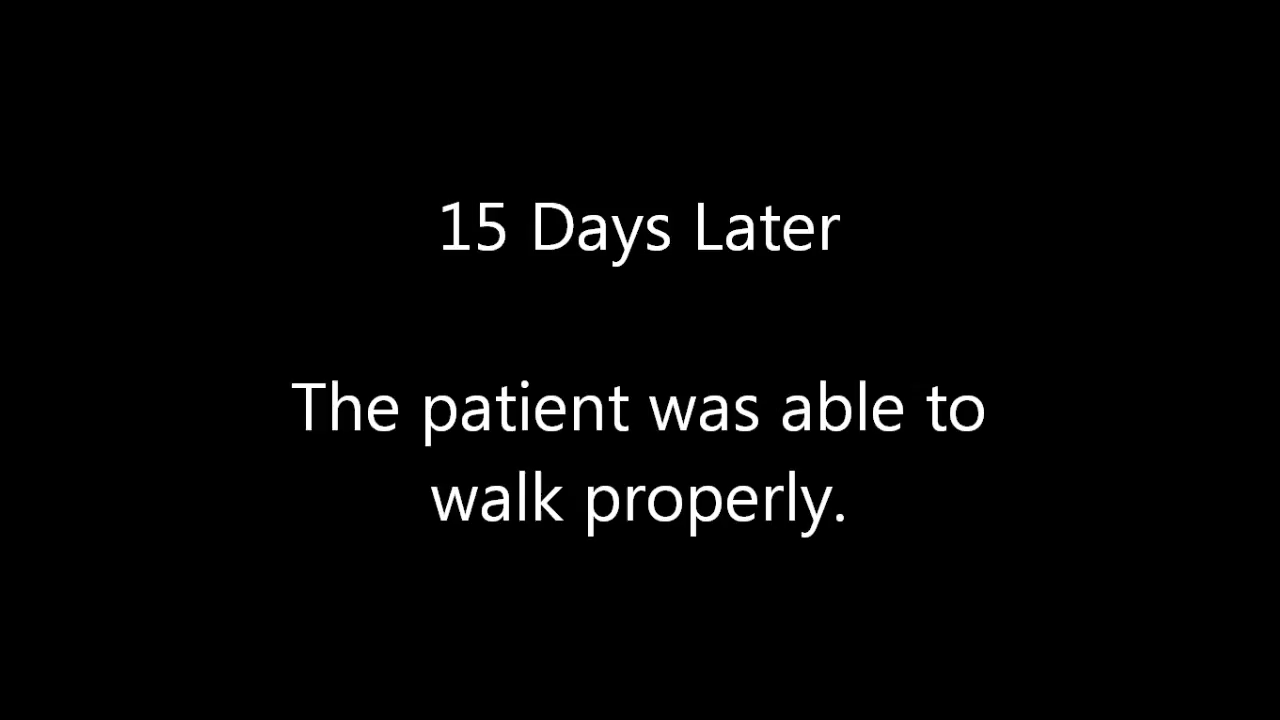 15 Days Later
The patient was able to
walk properly.